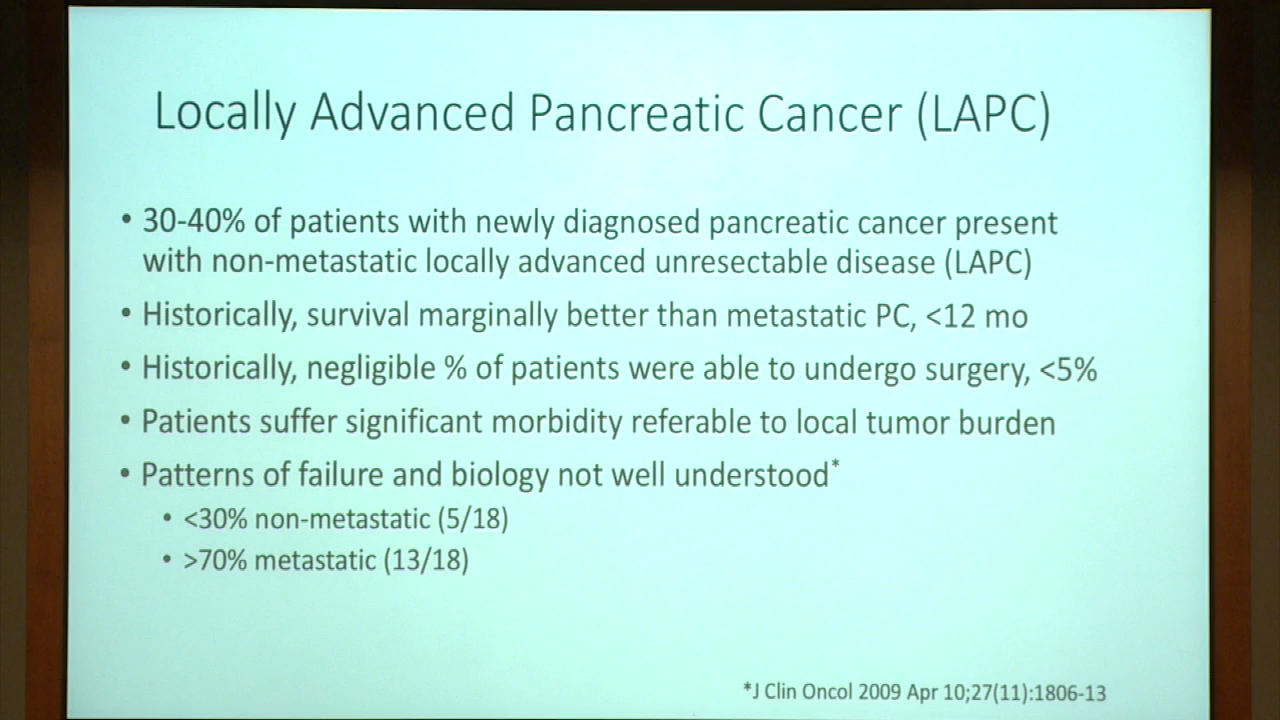 Locally Advanced Pancreatic Cancer (LAPC)
• 30-40% of patients with newly diagnosed pancreatic cancer present
with non-metastatic locally advanced unresectable disease (LAPC)
• Historically, survival marginally better than metastatic PC, <12 mo
• Historically, negligible % of patients were able to undergo surgery, <5%
• Patients suffer significant morbidity referable to local tumor burden
• Patterns of failure and biology not well understood*
• <30% non-metastatic (5/18)
• >70% metastatic (13/18)
*J Clin Oncol 2009 Apr 10;27(11):1806-13